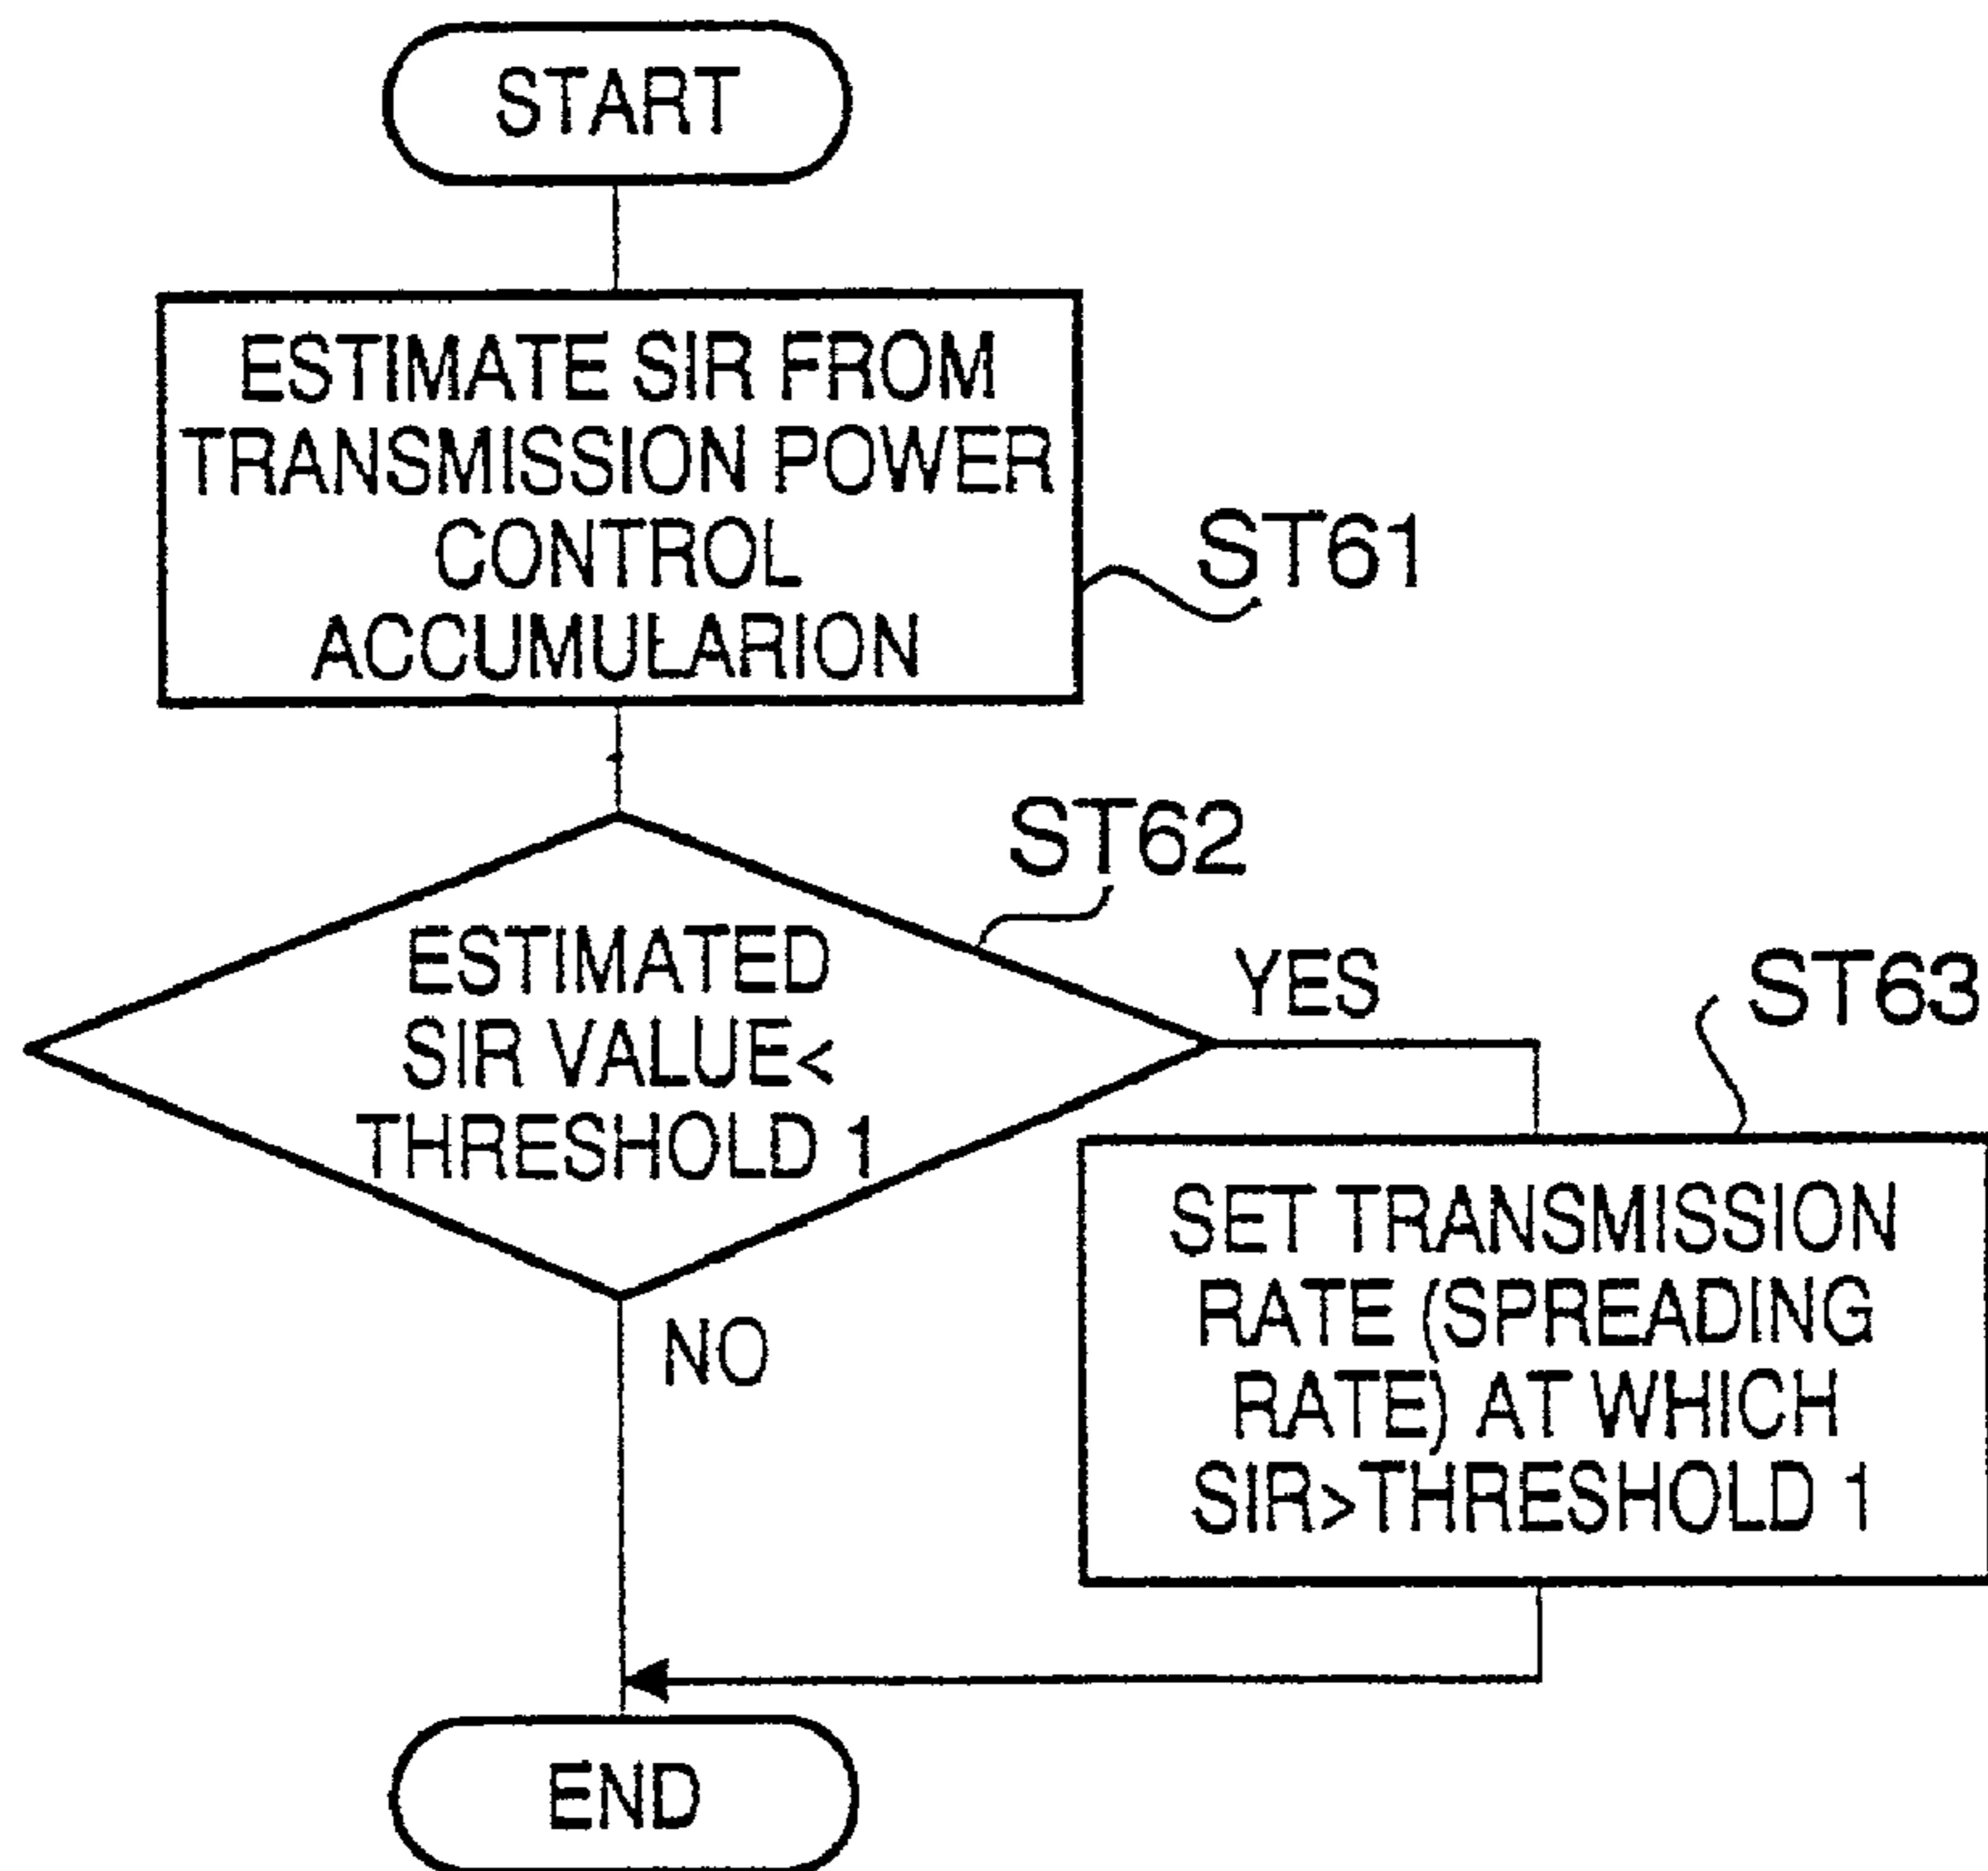 START
ESTIMATE SIR FROM
TRANSMISSION POWER
CONTROL
ACCUMULARION
ST61
ST62
ESTIMATED
SIR VALUE<
THRESHOLD 1
YES
ST63
NO
SET TRANSMISSION
RATE (SPREADING
RATE) AT WHICH
SIR>THRESHOLD 1
END